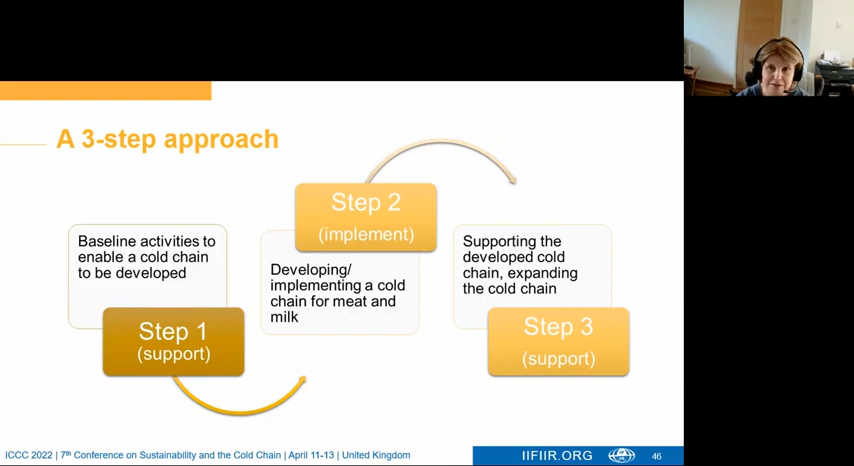 A 3-step approach
Baseline activities to
enable a cold chain
to be developed
Step 1
(support)
Step 2
(implement)
Developing/
implementing a cold
chain for meat and
milk
Supporting the
developed cold
chain, expanding
the cold chain
Step 3
(support)
ICCC 2022 | 7th Conference on Sustainability and the Cold Chain | April 11-13 | United Kingdom
IIFIIR.ORG
46